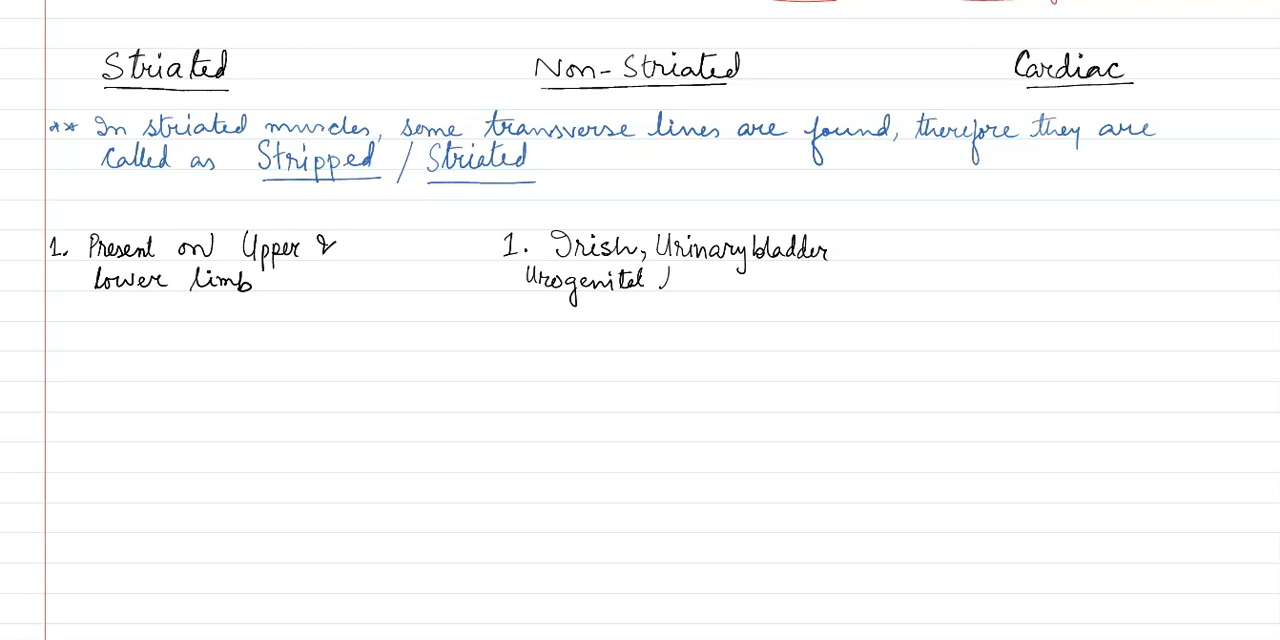 Striated Non-Striated Cardiac
** In striated muscles, some transverse lines are found, therefore they are
called as Stripped / Striated
1. Present on Upper &
lower limb
1. Irish, Urinary bladder
Urogenital